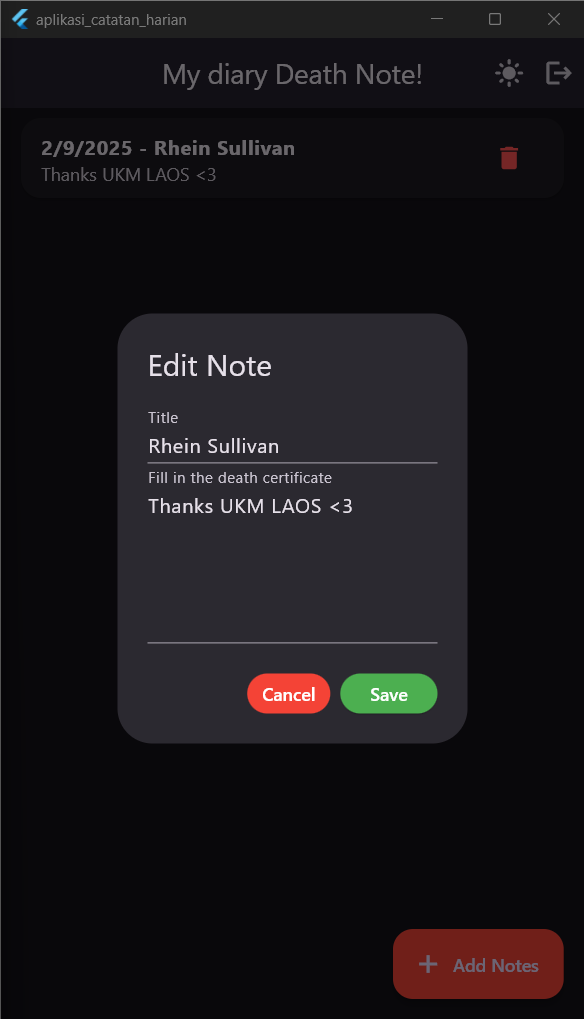 aplikasi_catatan_harian
My diary Death Note!
2/9/2025 - Rhein Sullivan
Thanks UKM LAOS <3
Edit Note
Title
Rhein Sullivan
Fill in the death certificate
Thanks UKM LAOS <3
Cancel
Save
Add Notes